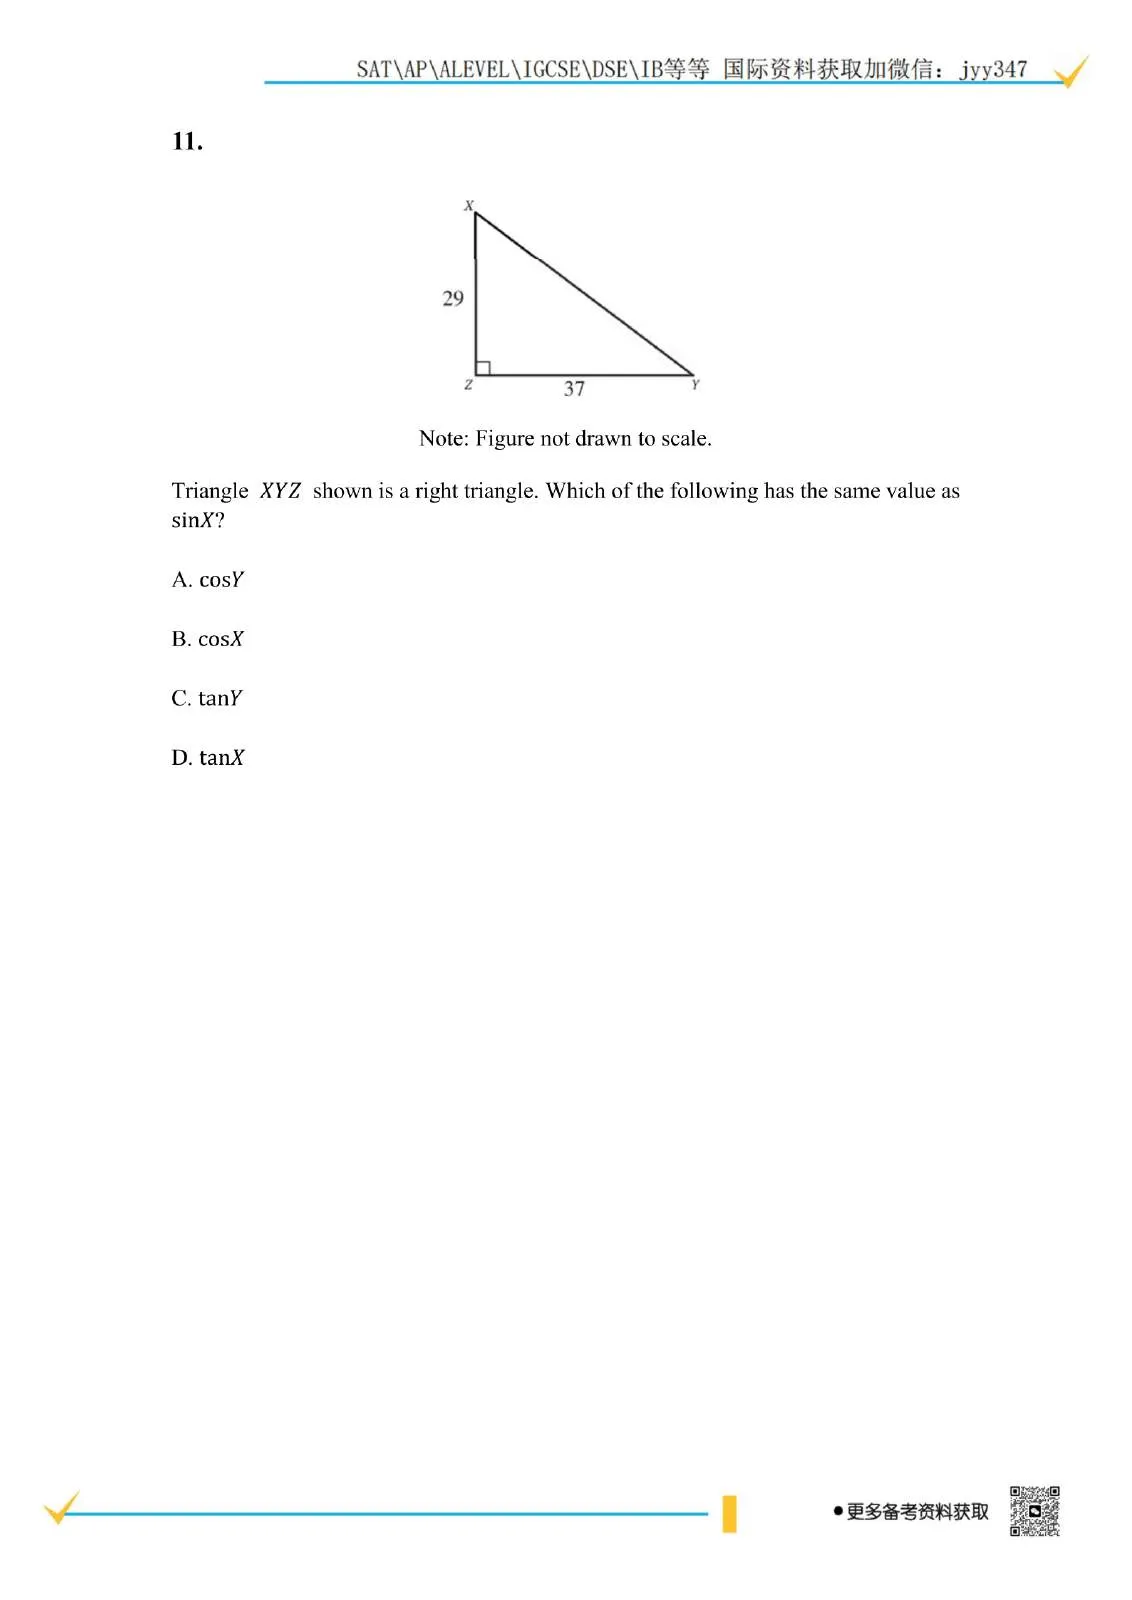 SAT\AP\ALEVEL\IGCSE\DSE\IB等等 国际资料获取加微信：jyy347
11.
X
29
Z
37
Y
Note: Figure not drawn to scale.
Triangle XYZ shown is a right triangle. Which of the following has the same value as
sinX?
A. cosY
B. cosX
C. tanY
D. tanX
●更多备考资料获取